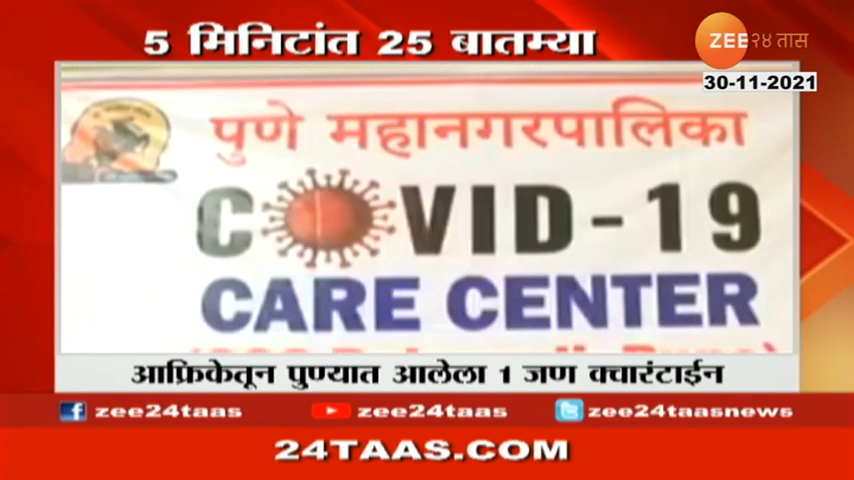 5 मिनिटांत 25 बातम्या
ZEE २४ तास
30-11-2021
पुणे महानगरपालिका
COVID-19
CARE CENTER
आफ्रिकेतून पुण्यात आलेला 1 जण क्वारंटाईन
zee24taas zee24taas zee24taasnews
24TAAS.COM